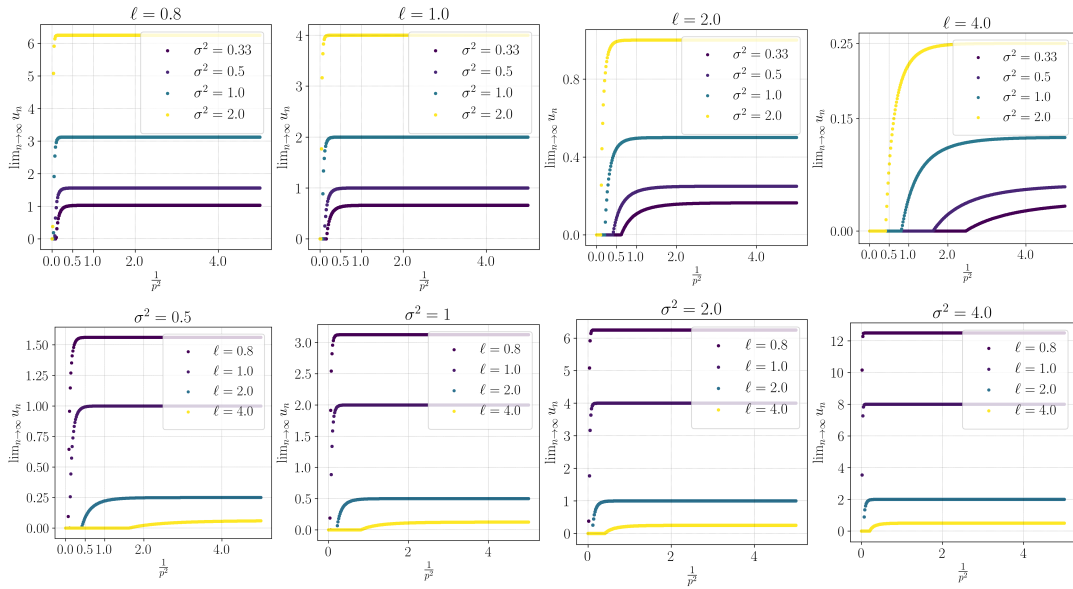 ℓ = 0.8
lim_{n→∞} u_n
6
5
4
3
2
1
0
σ² = 0.33
σ² = 0.5
σ² = 1.0
σ² = 2.0
0.0 0.5 1.0 2.0 4.0
1/p²
ℓ = 1.0
lim_{n→∞} u_n
4
3
2
1
0
σ² = 0.33
σ² = 0.5
σ² = 1.0
σ² = 2.0
0.0 0.5 1.0 2.0 4.0
1/p²
ℓ = 2.0
lim_{n→∞} u_n
0.8
0.4
0.0
σ² = 0.33
σ² = 0.5
σ² = 1.0
σ² = 2.0
0.0 0.5 1.0 2.0 4.0
1/p²
ℓ = 4.0
lim_{n→∞} u_n
0.25
0.15
0.00
σ² = 0.33
σ² = 0.5
σ² = 1.0
σ² = 2.0
0.0 0.5 1.0 2.0 4.0
1/p²
σ² = 0.5
lim_{n→∞} u_n
1.50
1.25
1.00
0.75
0.50
0.25
0.00
ℓ = 0.8
ℓ = 1.0
ℓ = 2.0
ℓ = 4.0
0.0 0.5 1.0 2.0 4.0
1/p²
σ² = 1
lim_{n→∞} u_n
3.0
2.5
2.0
1.5
1.0
0.5
0.0
ℓ = 0.8
ℓ = 1.0
ℓ = 2.0
ℓ = 4.0
0 2 4
1/p²
σ² = 2.0
lim_{n→∞} u_n
6
5
4
3
2
1
0
ℓ = 0.8
ℓ = 1.0
ℓ = 2.0
ℓ = 4.0
0 2 4
1/p²
σ² = 4.0
lim_{n→∞} u_n
12
10
8
6
4
2
0
ℓ = 0.8
ℓ = 1.0
ℓ = 2.0
ℓ = 4.0
0 2 4
1/p²